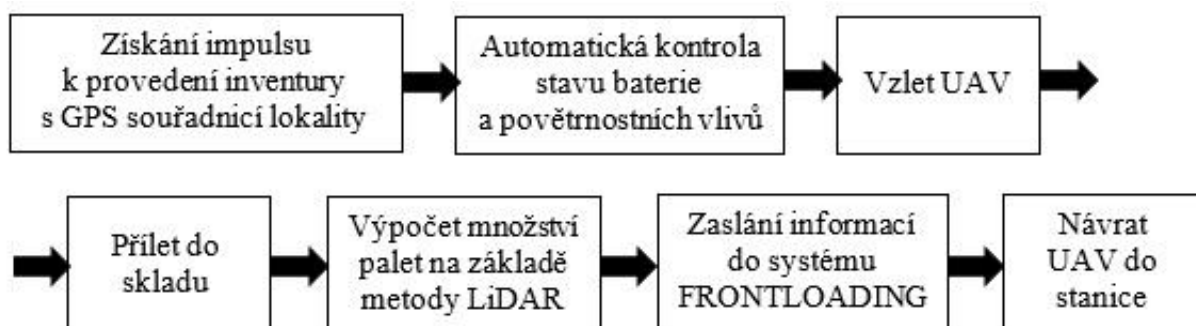 Získání impulsu
k provedení inventury
s GPS souřadnicí lokality
Automatická kontrola
stavu baterie
a povětrnostních vlivů
Vzlet UAV
Přílet do
skladu
Výpočet množství
palet na základě
metody LiDAR
Zaslání informací
do systému
FRONTLOADING
Návrat
UAV do
stanice